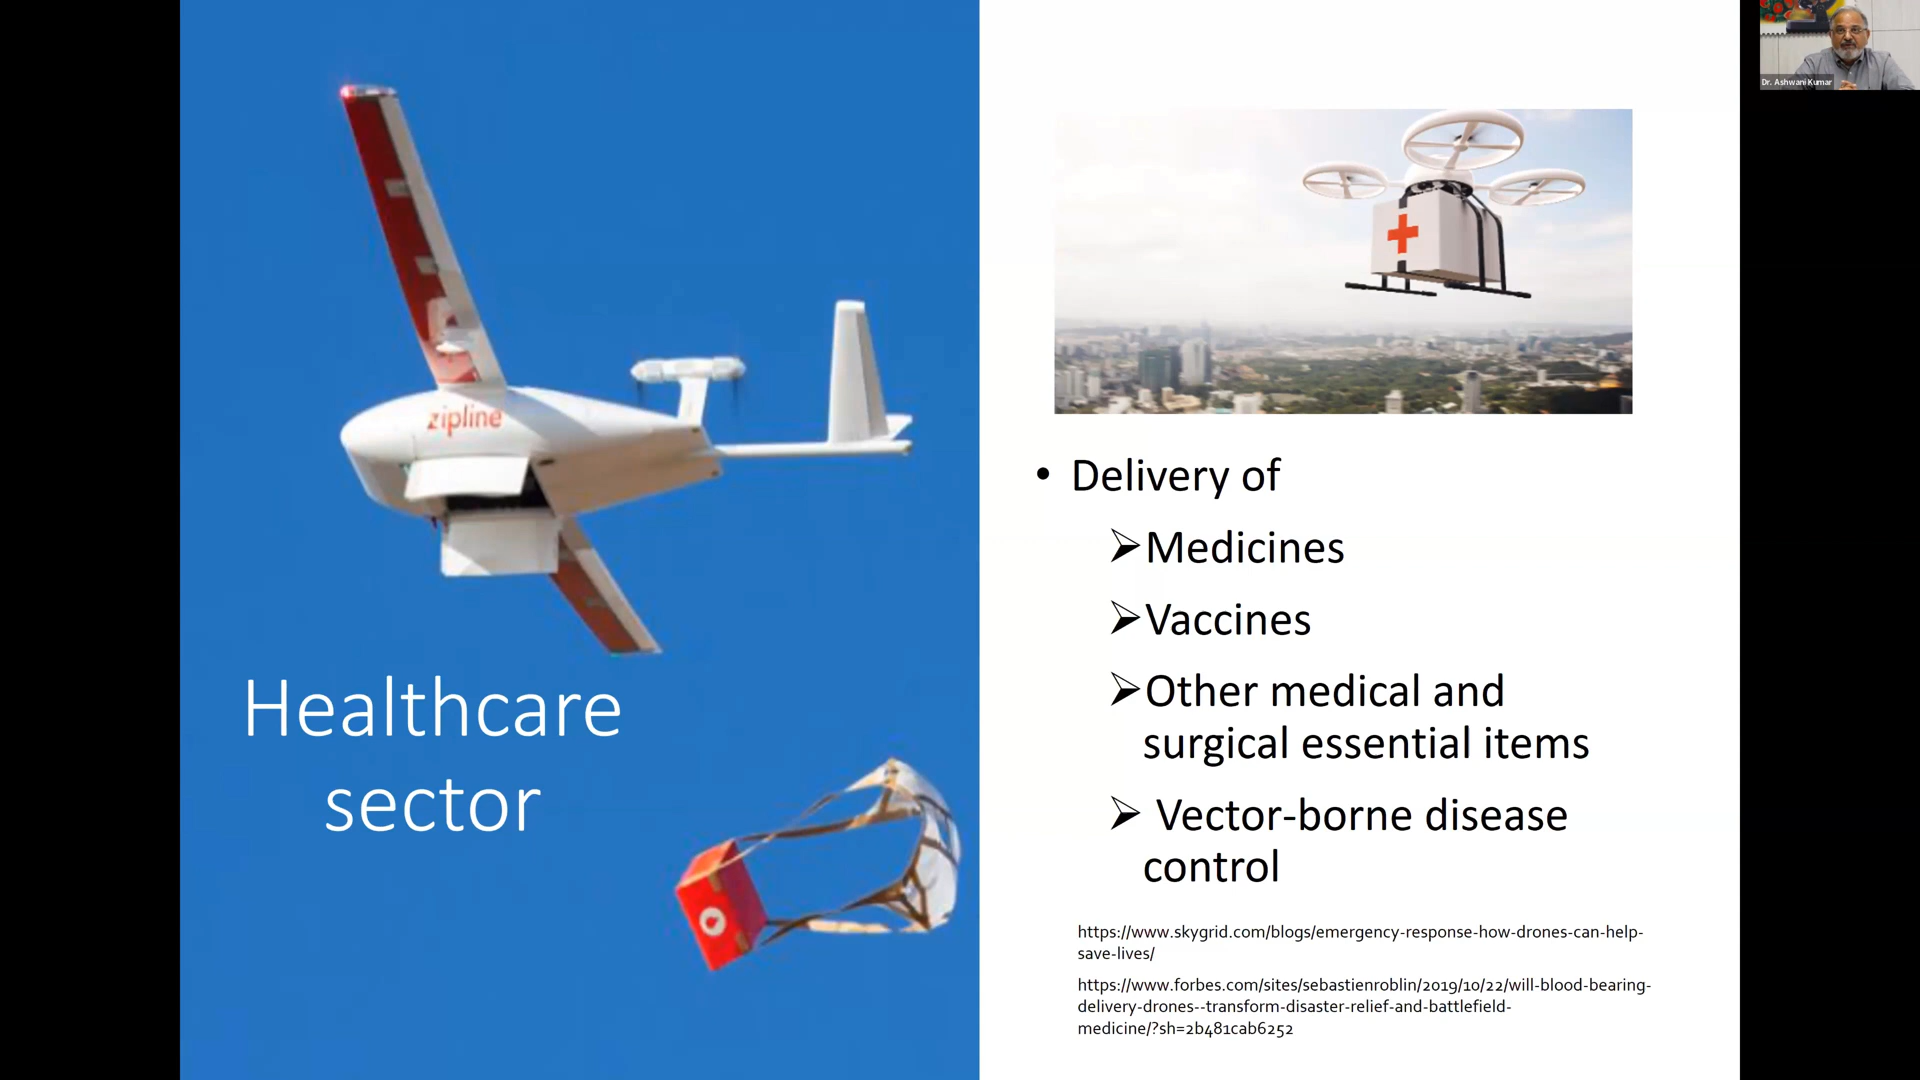 zipline
Healthcare
sector
• Delivery of
➢Medicines
➢Vaccines
➢Other medical and
surgical essential items
➢ Vector-borne disease
control
https://www.skygrid.com/blogs/emergency-response-how-drones-can-help-
save-lives/
https://www.forbes.com/sites/sebastienroblin/2019/10/22/will-blood-bearing-
delivery-drones--transform-disaster-relief-and-battlefield-
medicine/?sh=2b481cab6252
Dr. Ashwani Kumar